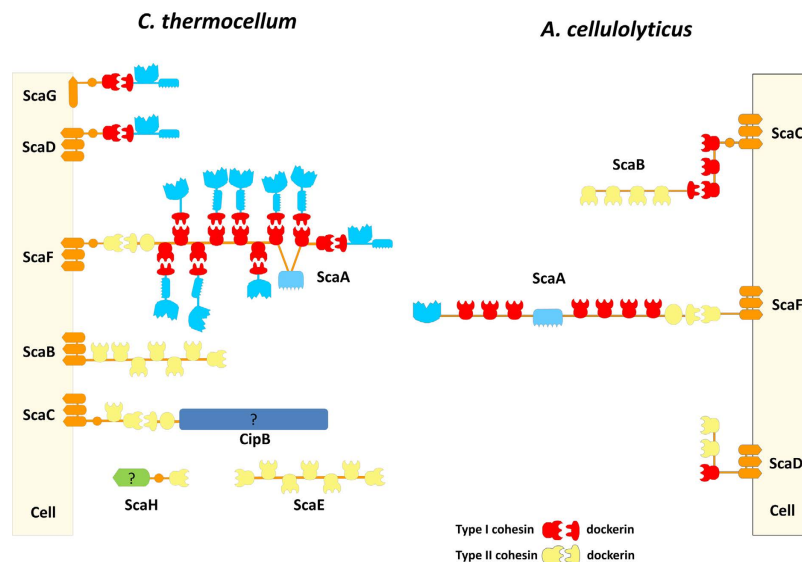 C. thermocellum
A. cellulolyticus
ScaG
ScaD
ScaF
ScaA
ScaB
ScaC
?
CipB
?
ScaH
ScaE
Cell
ScaC
ScaB
ScaA
ScaF
ScaD
Cell
Type I cohesin dockerin
Type II cohesin dockerin